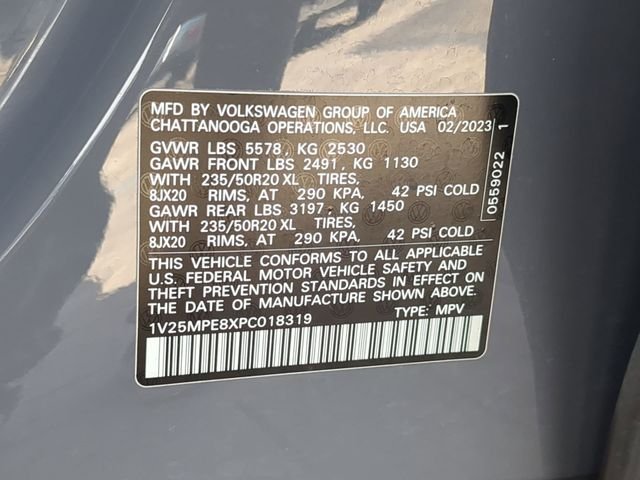 MFD BY VOLKSWAGEN GROUP OF AMERICA
CHATTANOOGA OPERATIONS, LLC. USA 02/2023
GVWR LBS 5578, KG 2530
GAWR FRONT LBS 2491, KG 1130
WITH 235/50R20 XL TIRES,
8JX20 RIMS, AT 290 KPA, 42 PSI COLD
GAWR REAR LBS 3197, KG 1450
WITH 235/50R20 XL TIRES,
8JX20 RIMS, AT 290 KPA, 42 PSI COLD
THIS VEHICLE CONFORMS TO ALL APPLICABLE
U.S. FEDERAL MOTOR VEHICLE SAFETY AND
THEFT PREVENTION STANDARDS IN EFFECT ON
THE DATE OF MANUFACTURE SHOWN ABOVE.
1V25MPE8XPC018319 TYPE: MPV
0559022 1